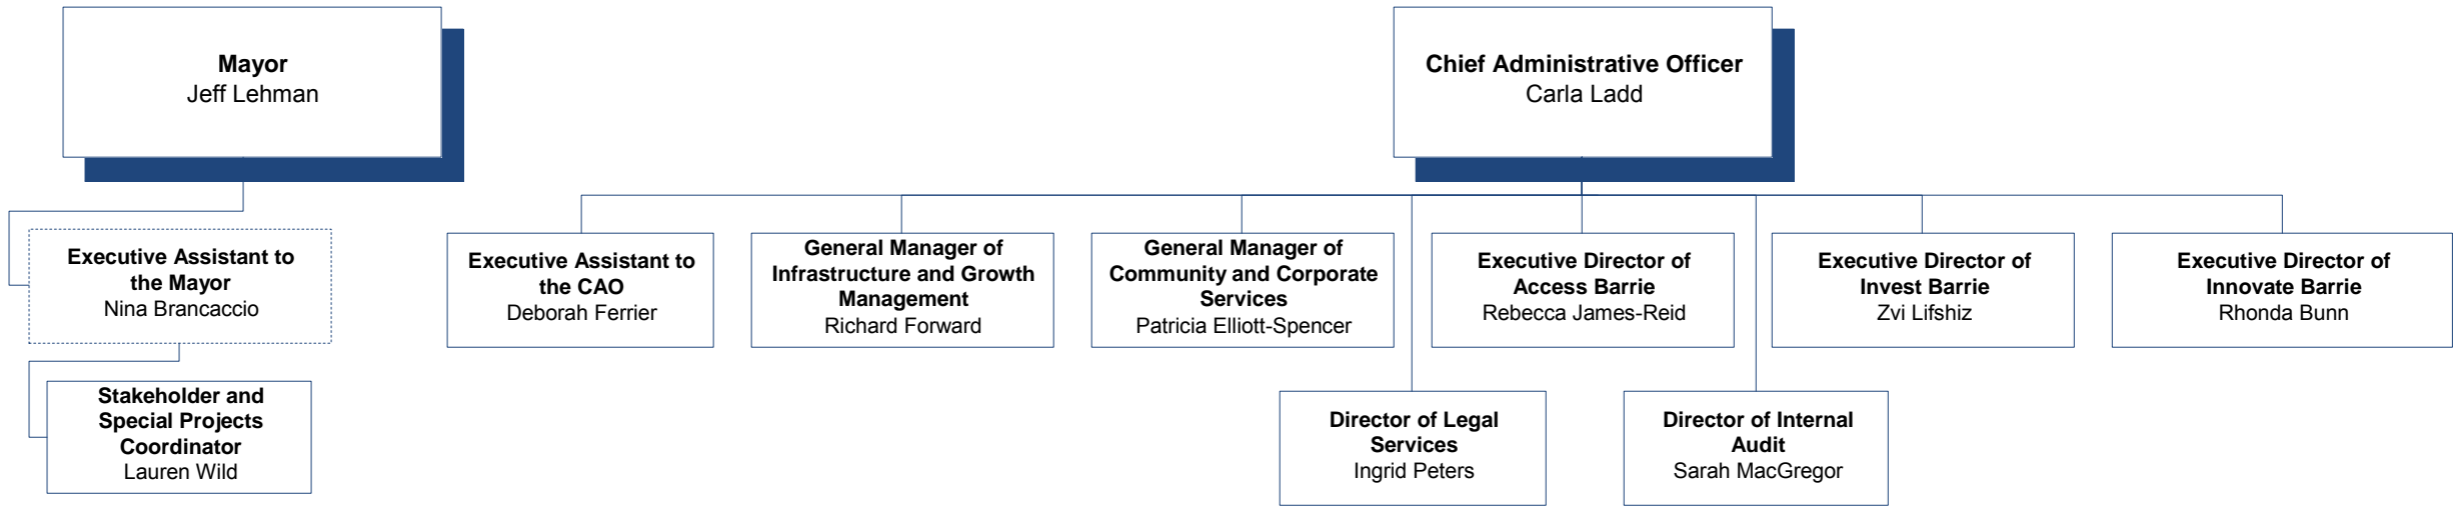 Mayor
Jeff Lehman
Chief Administrative Officer
Carla Ladd
Executive Assistant to
the Mayor
Nina Brancaccio
Executive Assistant to
the CAO
Deborah Ferrier
General Manager of
Infrastructure and Growth
Management
Richard Forward
General Manager of
Community and Corporate
Services
Patricia Elliott-Spencer
Executive Director of
Access Barrie
Rebecca James-Reid
Executive Director of
Invest Barrie
Zvi Lifshiz
Executive Director of
Innovate Barrie
Rhonda Bunn
Stakeholder and
Special Projects
Coordinator
Lauren Wild
Director of Legal
Services
Ingrid Peters
Director of Internal
Audit
Sarah MacGregor